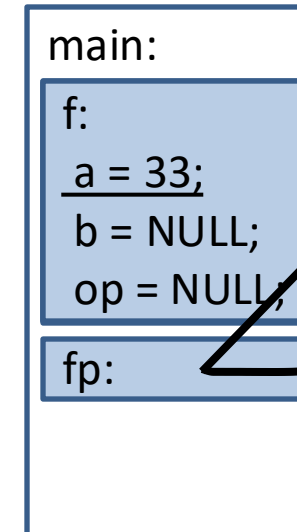 main:
f:
a = 33;
b = NULL;
op = NULL;
fp: